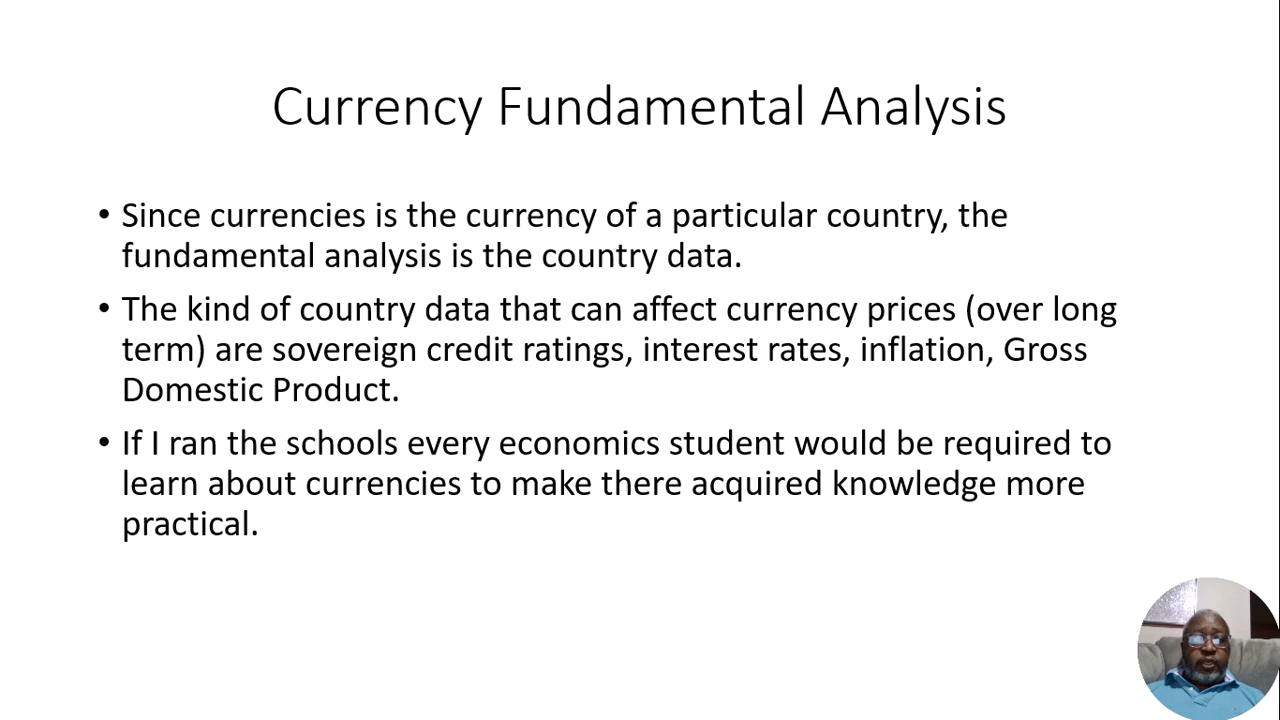 Currency Fundamental Analysis
• Since currencies is the currency of a particular country, the
fundamental analysis is the country data.
• The kind of country data that can affect currency prices (over long
term) are sovereign credit ratings, interest rates, inflation, Gross
Domestic Product.
• If I ran the schools every economics student would be required to
learn about currencies to make there acquired knowledge more
practical.